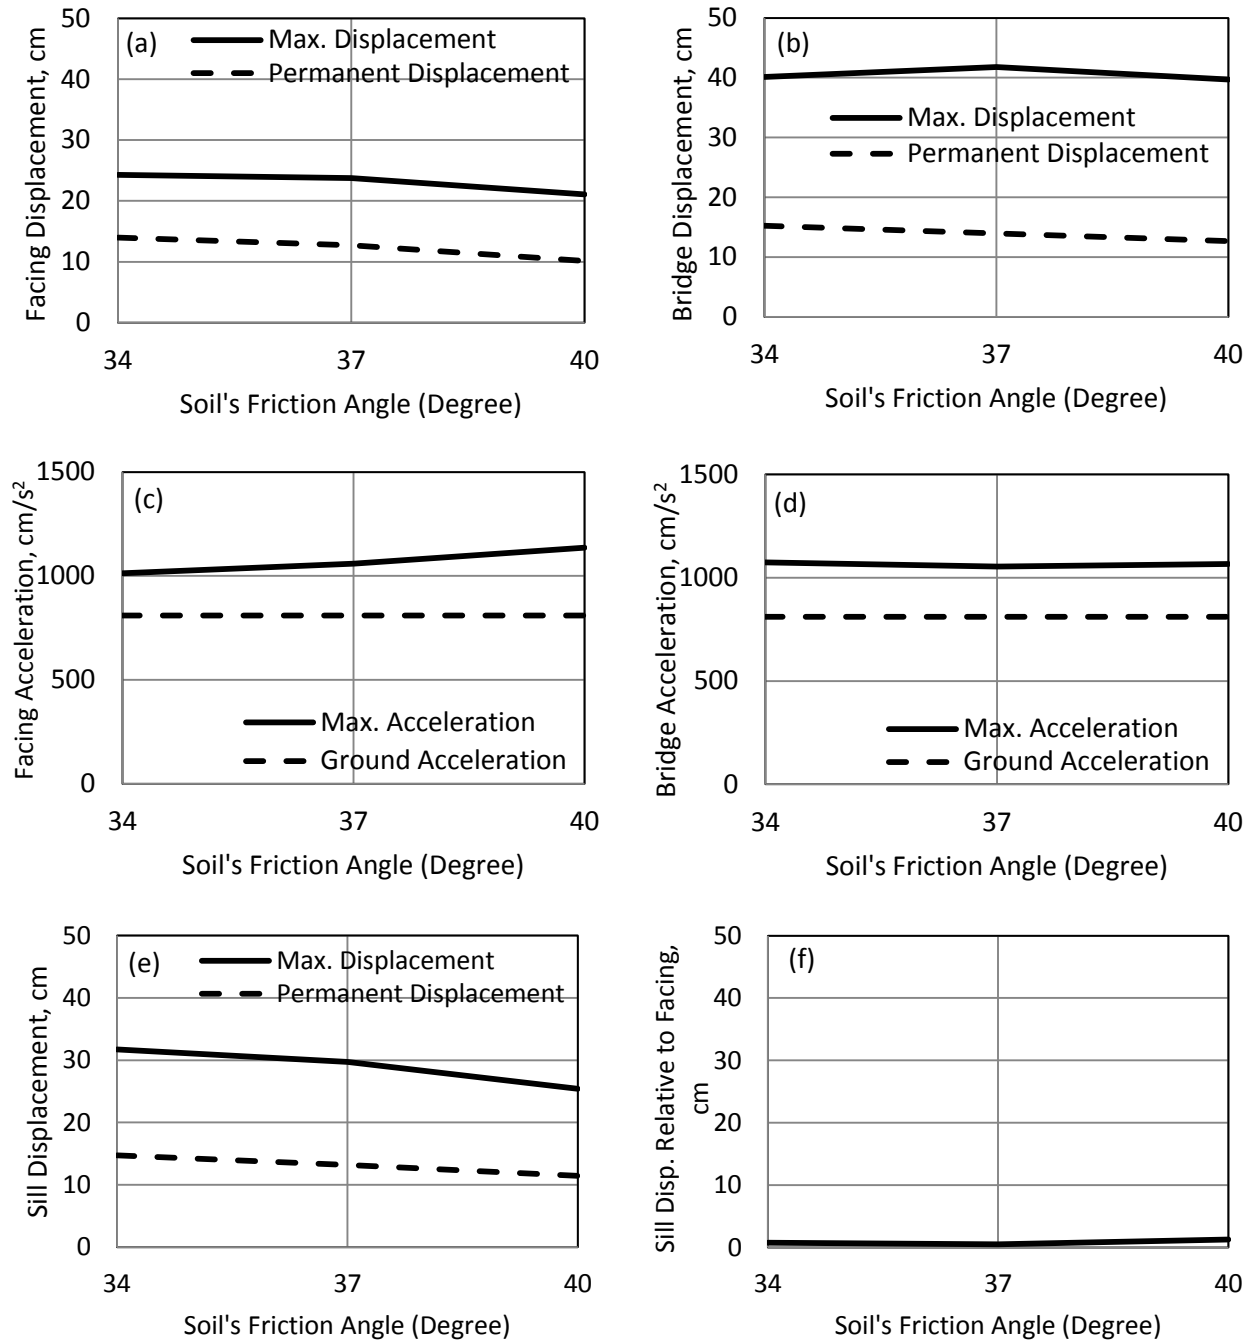 Facing Displacement, cm
50
40
30
20
10
0
(a)
Max. Displacement
Permanent Displacement
34
37
40
Soil's Friction Angle (Degree)
Bridge Displacement, cm
50
40
30
20
10
0
(b)
Max. Displacement
Permanent Displacement
34
37
40
Soil's Friction Angle (Degree)
Facing Acceleration, cm/s²
1500
1000
500
0
(c)
Max. Acceleration
Ground Acceleration
34
37
40
Soil's Friction Angle (Degree)
Bridge Acceleration, cm/s²
1500
1000
500
0
(d)
Max. Acceleration
Ground Acceleration
34
37
40
Soil's Friction Angle (Degree)
Sill Displacement, cm
50
40
30
20
10
0
(e)
Max. Displacement
Permanent Displacement
34
37
40
Soil's Friction Angle (Degree)
Sill Disp. Relative to Facing,
cm
50
40
30
20
10
0
(f)
34
37
40
Soil's Friction Angle (Degree)